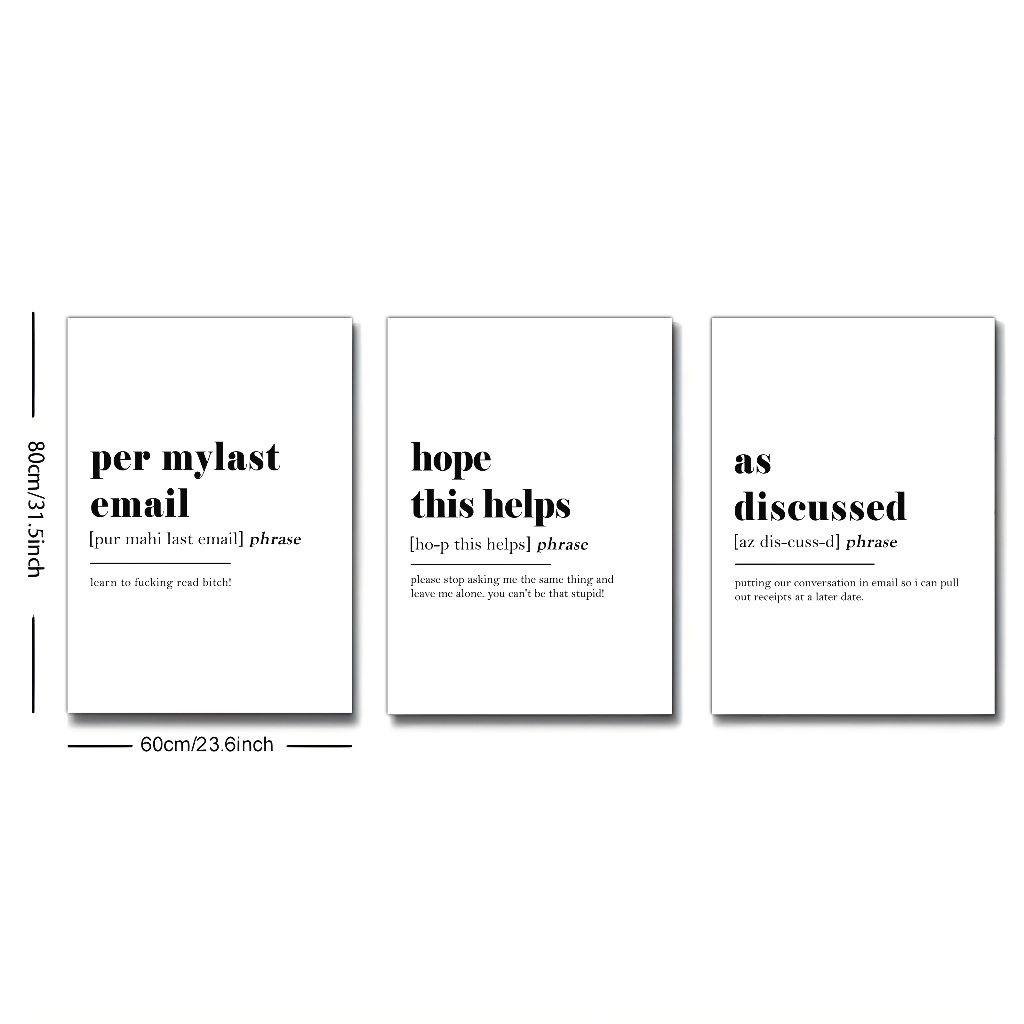 80cm/31.5inch
per mylast
email
[pur mahi last email] phrase
learn to fucking read bitch!
60cm/23.6inch
hope
this helps
[ho-p this helps] phrase
please stop asking me the same thing and
leave me alone. you can't be that stupid!
as
discussed
[az dis-cuss-d] phrase
putting our conversation in email so i can pull
out receipts at a later date.